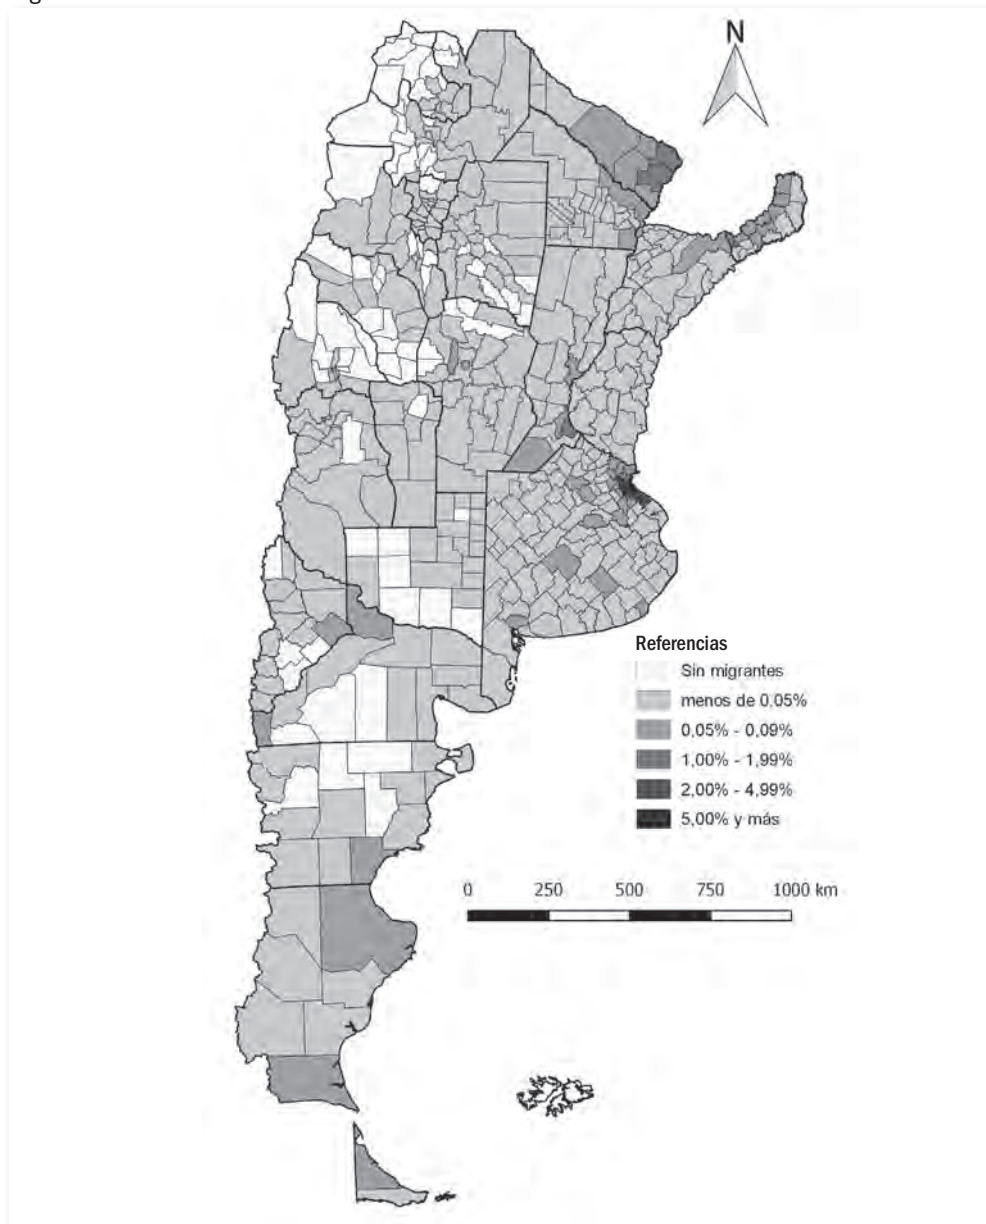 N
Referencias
Sin migrantes
menos de 0,05%
0,05% - 0,09%
1,00% - 1,99%
2,00% - 4,99%
5,00% y más
0 250 500 750 1000 km